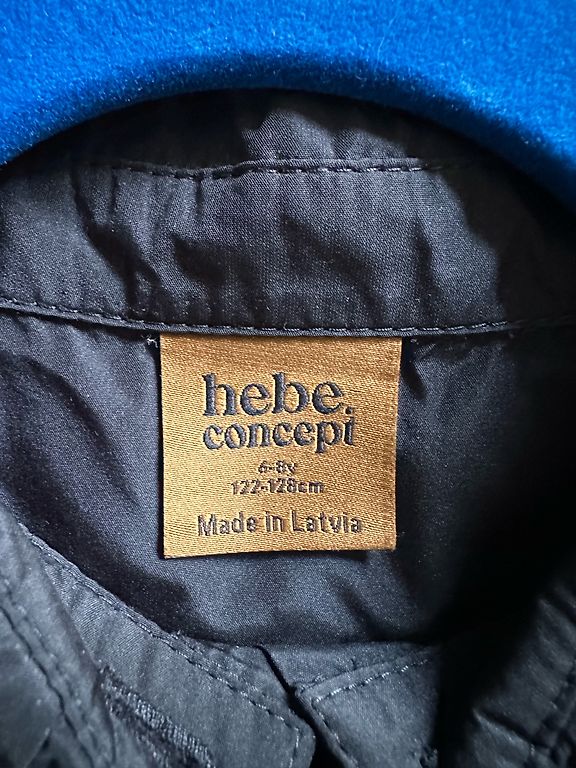 hebe.
concept
6-8y
122-128cm
Made in Latvia